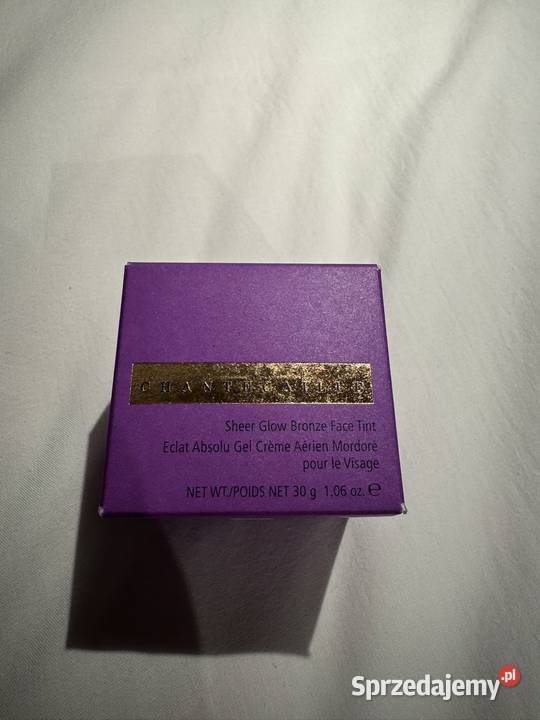 CHANTECAILLE
Sheer Glow Bronze Face Tint
Eclat Absolu Gel Crème Aérien Mordoré
pour le Visage
NET WT./POIDS NET 30 g 1.06 oz. ℮
Sprzedajemy.pl